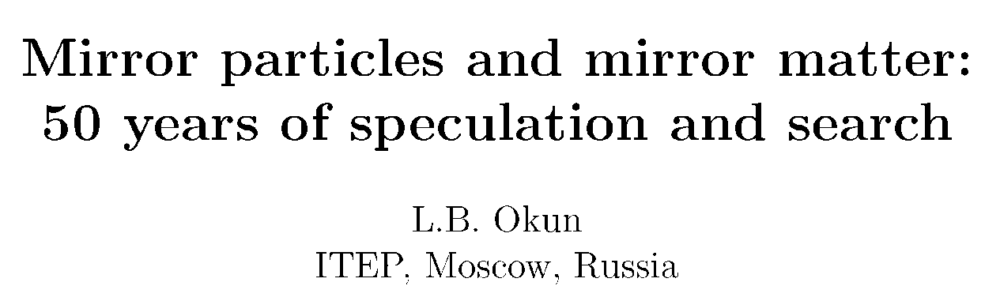 Mirror particles and mirror matter:
50 years of speculation and search
L.B. Okun
ITEP, Moscow, Russia